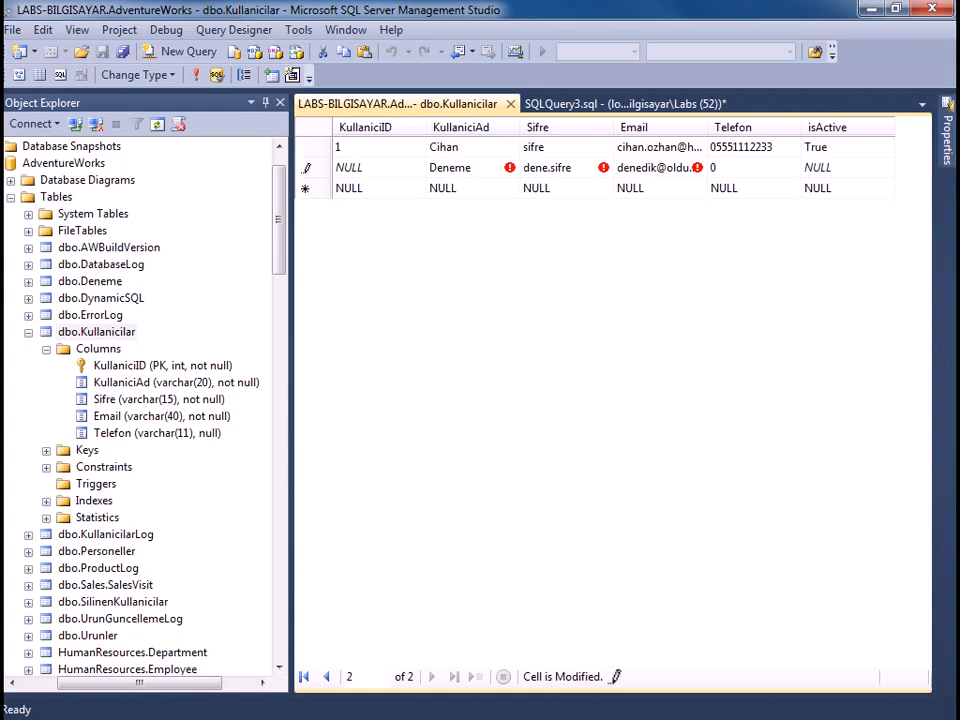 LABS-BILGISAYAR.AdventureWorks - dbo.Kullanicilar - Microsoft SQL Server Management Studio
File Edit View Project Debug Query Designer Tools Window Help
New Query
Change Type
Object Explorer
Connect
Database Snapshots
AdventureWorks
Database Diagrams
Tables
System Tables
FileTables
dbo.AWBuildVersion
dbo.DatabaseLog
dbo.Deneme
dbo.DynamicSQL
dbo.ErrorLog
dbo.Kullanicilar
Columns
KullaniciID (PK, int, not null)
KullaniciAd (varchar(20), not null)
Sifre (varchar(15), not null)
Email (varchar(40), not null)
Telefon (varchar(11), null)
Keys
Constraints
Triggers
Indexes
Statistics
dbo.KullanicilarLog
dbo.Personeller
dbo.ProductLog
dbo.Sales.SalesVisit
dbo.SilinenKullanicilar
dbo.UrunGuncellemeLog
dbo.Urunler
HumanResources.Department
HumanResources.Employee
LABS-BILGISAYAR.Ad...- dbo.Kullanicilar SQLQuery3.sql - (lo...ilgisayar\Labs (52))*
KullaniciID KullaniciAd Sifre Email Telefon isActive
1 Cihan sifre cihan.ozhan@h... 05551112233 True
NULL Deneme dene.sifre denedik@oldu. 0 NULL
NULL NULL NULL NULL NULL NULL
2 of 2 Cell is Modified.
Properties
Ready